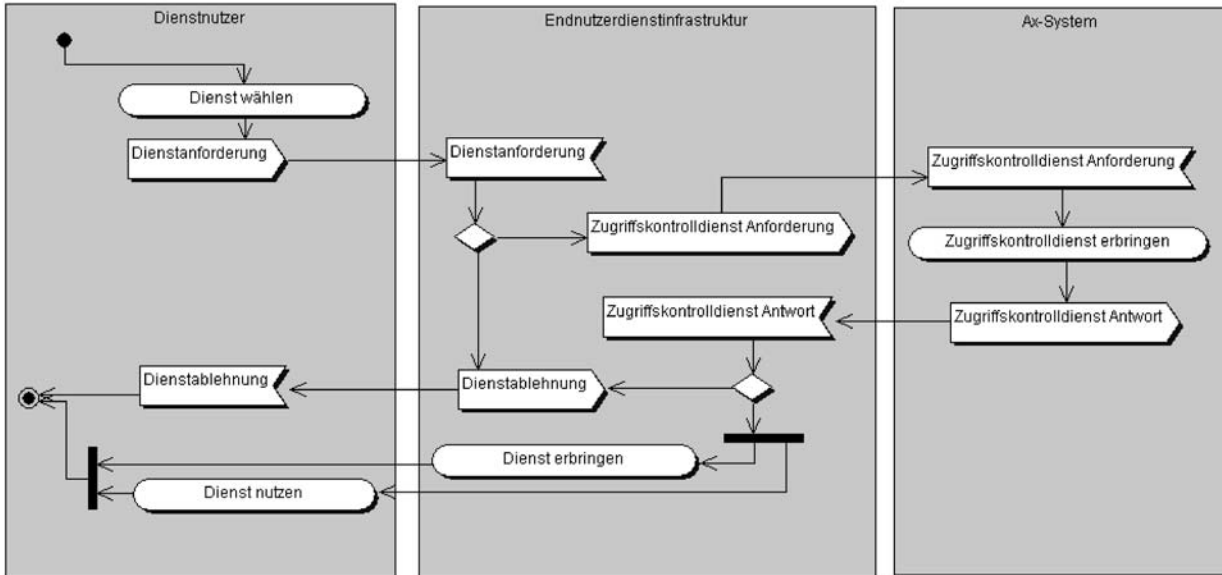 Dienstnutzer
Endnutzerdienstinfrastruktur
Ax-System
Dienst wählen
Dienstanforderung
Dienstanforderung
Zugriffskontrolldienst Anforderung
Zugriffskontrolldienst Anforderung
Zugriffskontrolldienst erbringen
Zugriffskontrolldienst Antwort
Zugriffskontrolldienst Antwort
Dienstablehnung
Dienstablehnung
Dienst erbringen
Dienst nutzen